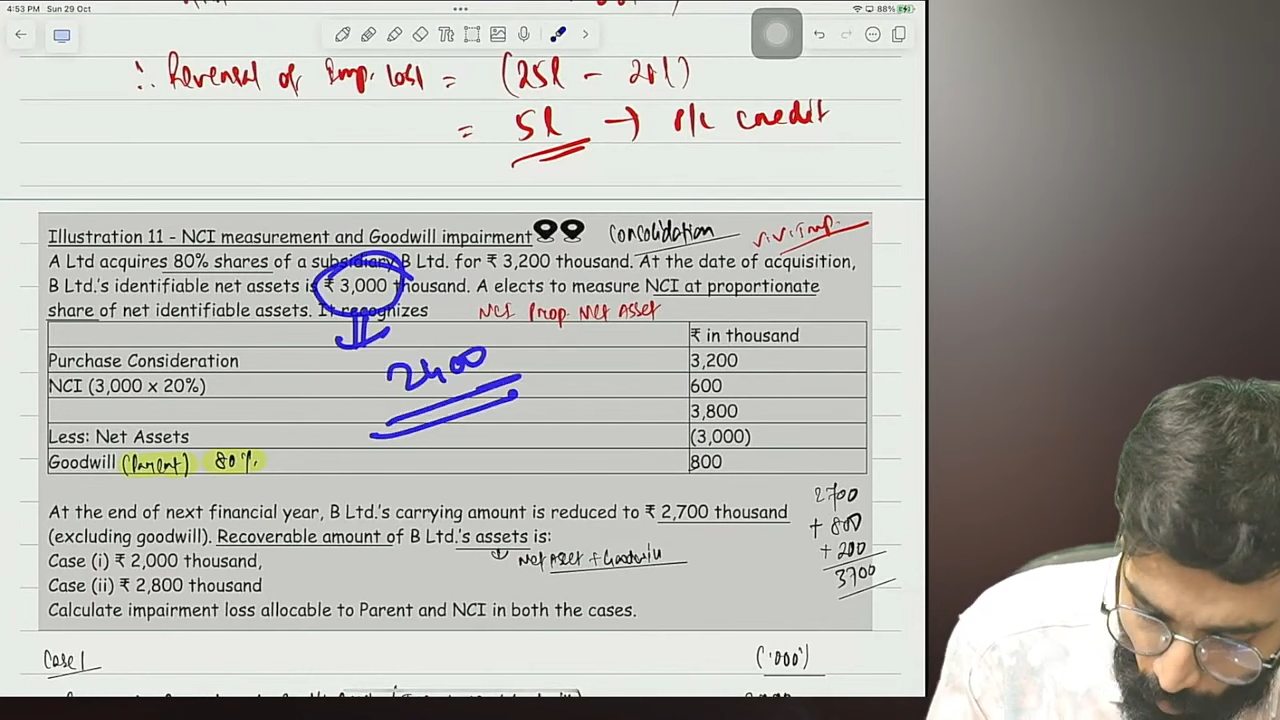 4:53 PM Sun 29 Oct
88%
∴ Reversal of Imp. loss = (25l - 20l)
= 5l → P/L credit
Illustration 11 - NCI measurement and Goodwill impairment consolidation v.v.imp.
A Ltd acquires 80% shares of a subsidiary B Ltd. for ₹ 3,200 thousand. At the date of acquisition,
B Ltd.'s identifiable net assets is ₹ 3,000 thousand. A elects to measure NCI at proportionate
share of net identifiable assets. It recognizes NCI Prop. Net Asset
₹ in thousand
Purchase Consideration 3,200
2400
NCI (3,000 x 20%) 600
3,800
Less: Net Assets (3,000)
Goodwill (Parent) 80% 800
2700
+ 800
+ 200
3700
At the end of next financial year, B Ltd.'s carrying amount is reduced to ₹ 2,700 thousand
(excluding goodwill). Recoverable amount of B Ltd.'s assets is:
Net Asset + Goodwill
Case (i) ₹ 2,000 thousand,
Case (ii) ₹ 2,800 thousand
Calculate impairment loss allocable to Parent and NCI in both the cases.
Case 1 ('000')